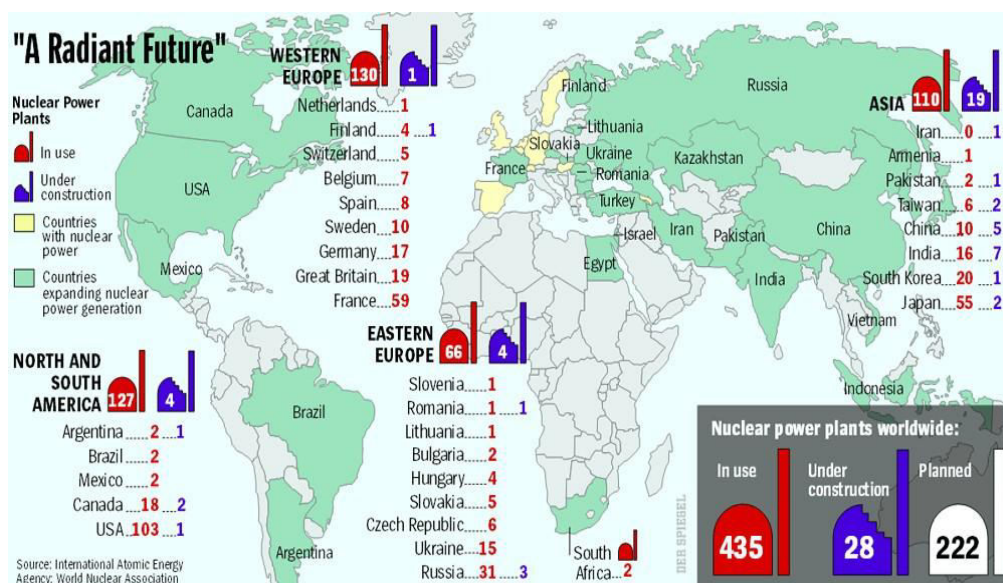 "A Radiant Future"
Nuclear Power
Plants
In use
Under
construction
Countries
with nuclear
power
Countries
expanding nuclear
power generation
WESTERN
EUROPE 130 1
Netherlands.....1
Finland.....4.....1
Switzerland.....5
Belgium.....7
Spain.....8
Sweden.....10
Germany.....17
Great Britain.....19
France.....59
NORTH AND
SOUTH
AMERICA 127 4
Argentina.....2.....1
Brazil.....2
Mexico.....2
Canada.....18.....2
USA.....103.....1
EASTERN
EUROPE 66 4
Slovenia.....1
Romania.....1.....1
Lithuania.....1
Bulgaria.....2
Hungary.....4
Slovakia.....5
Czech Republic.....6
Ukraine.....15
Russia.....31.....3
ASIA 110 19
Iran.....0.....1
Armenia.....1
Pakistan.....2.....1
Taiwan.....6.....2
China.....10.....5
India.....16.....7
South Korea.....20.....1
Japan.....55.....2
South
Africa.....2
Canada
USA
Mexico
Brazil
Argentina
Finland
Lithuania
Slovakia
Ukraine
France
Romania
Turkey
Israel
Egypt
Russia
Kazakhstan
Iran
Pakistan
China
India
Vietnam
Indonesia
Nuclear power plants worldwide:
In use
Under
construction
Planned
435
28
222
DER SPIEGEL
Source: International Atomic Energy
Agency; World Nuclear Association